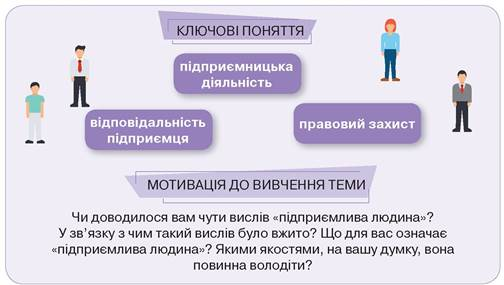 КЛЮЧОВІ ПОНЯТТЯ
підприємницька
діяльність
відповідальність
підприємця
правовий захист
МОТИВАЦІЯ ДО ВИВЧЕННЯ ТЕМИ
Чи доводилося вам чути вислів «підприємлива людина»?
У зв’язку з чим такий вислів було вжито? Що для вас означає
«підприємлива людина»? Якими якостями, на вашу думку, вона
повинна володіти?